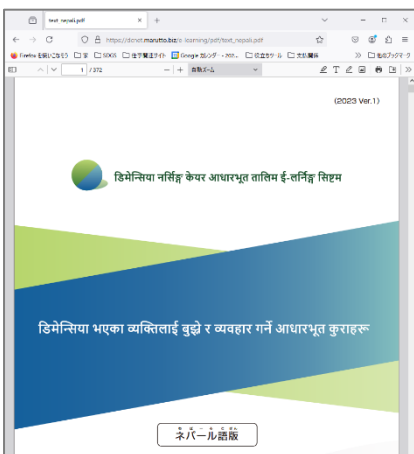 text_nepali.pdf
https://dcnet.marutto.biz/e-learning/pdf/text_nepali.pdf
1 / 372
自動ズーム
(2023 Ver.1)
डिमेन्सिया नर्सिङ्ग केयर आधारभूत तालिम ई-लर्निङ्ग सिष्टम
डिमेन्सिया भएका व्यक्तिलाई बुझ्ने र व्यवहार गर्ने आधारभूत कुराहरू
ネパール語版